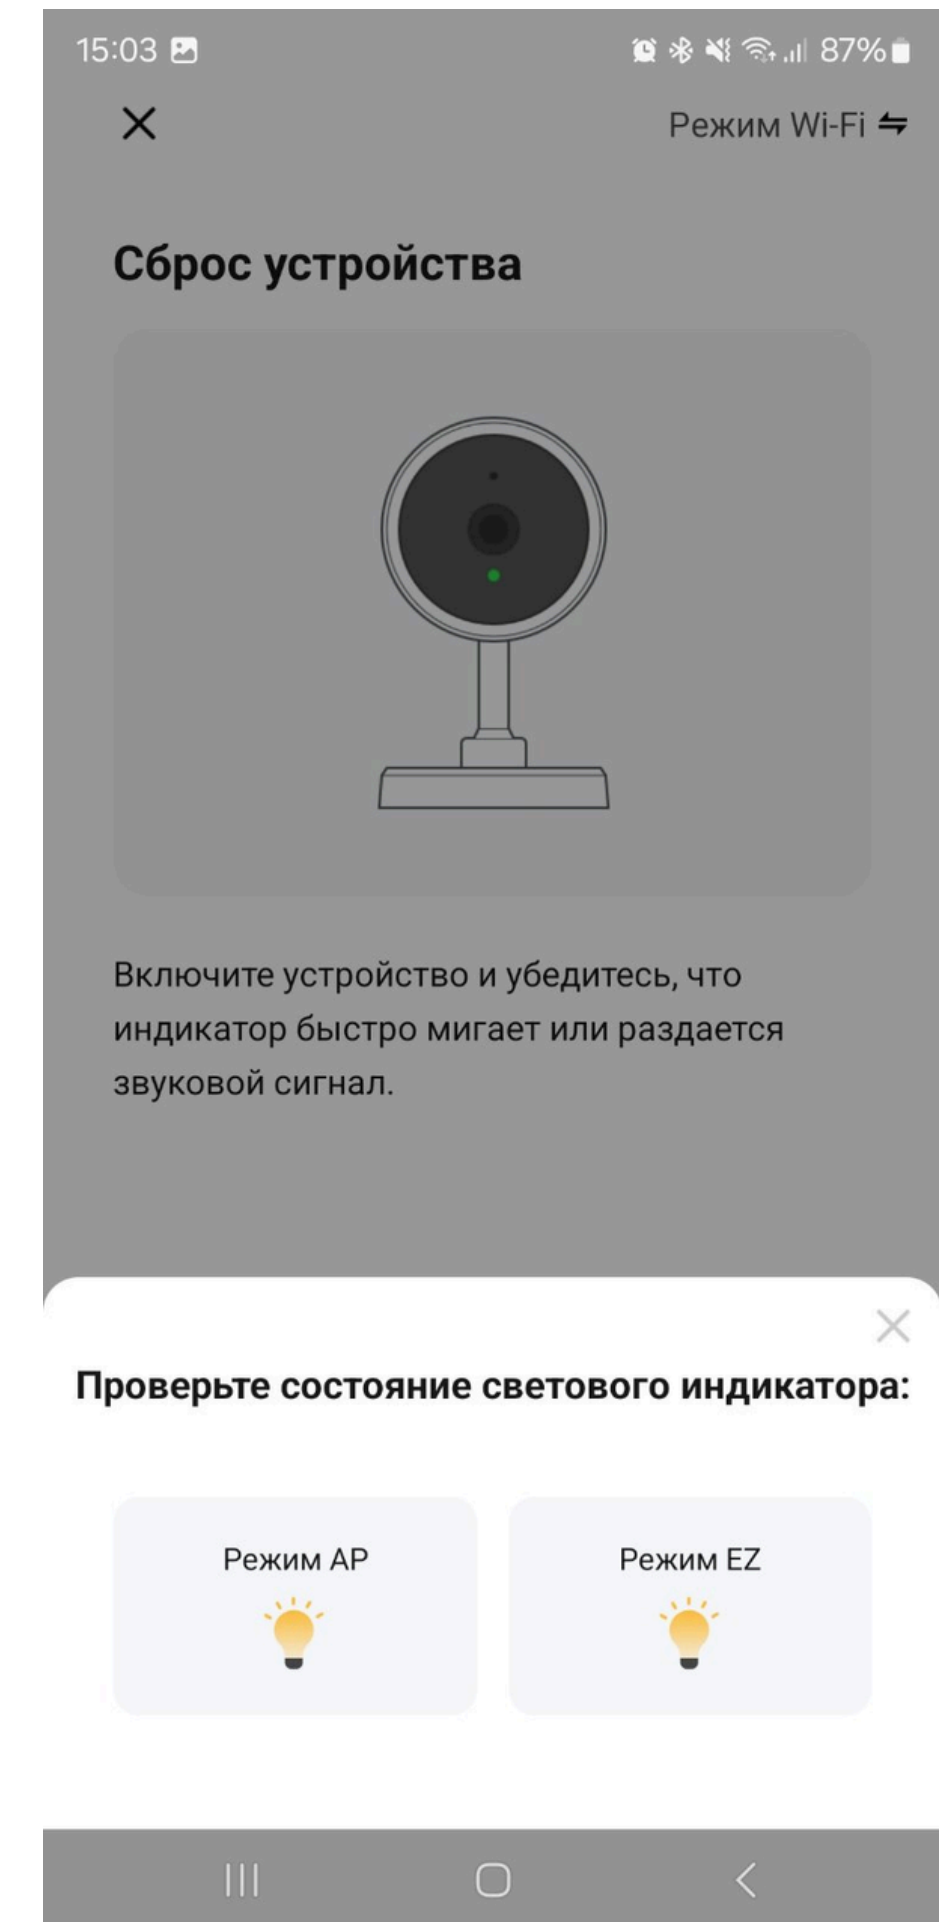 15:03 87%
Режим Wi-Fi
Сброс устройства
Включите устройство и убедитесь, что
индикатор быстро мигает или раздается
звуковой сигнал.
Проверьте состояние светового индикатора:
Режим AP Режим EZ